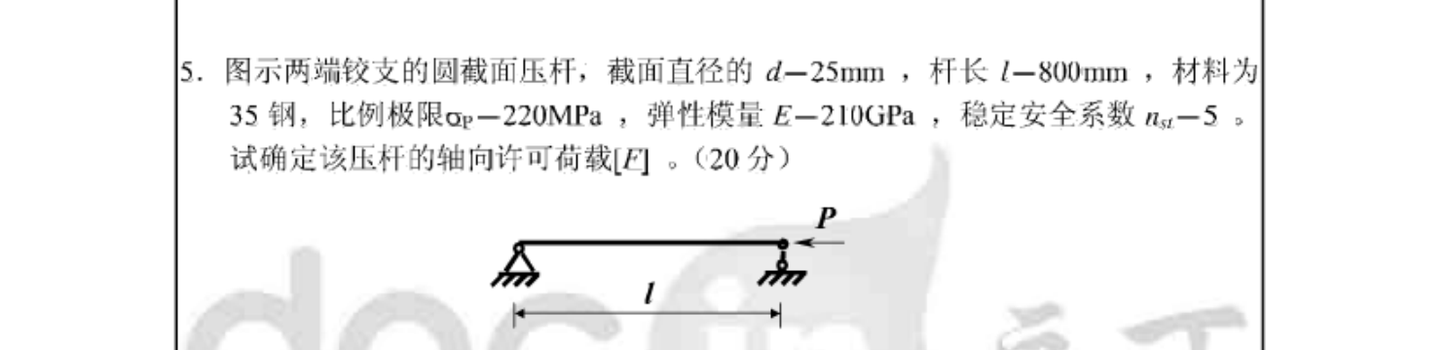 5. 图示两端铰支的圆截面压杆，截面直径的 d—25mm ，杆长 l—800mm ，材料为
35 钢，比例极限σP—220MPa ，弹性模量 E—210GPa ，稳定安全系数 nst—5 。
试确定该压杆的轴向许可荷载[F] 。（20 分）
P
l
docin